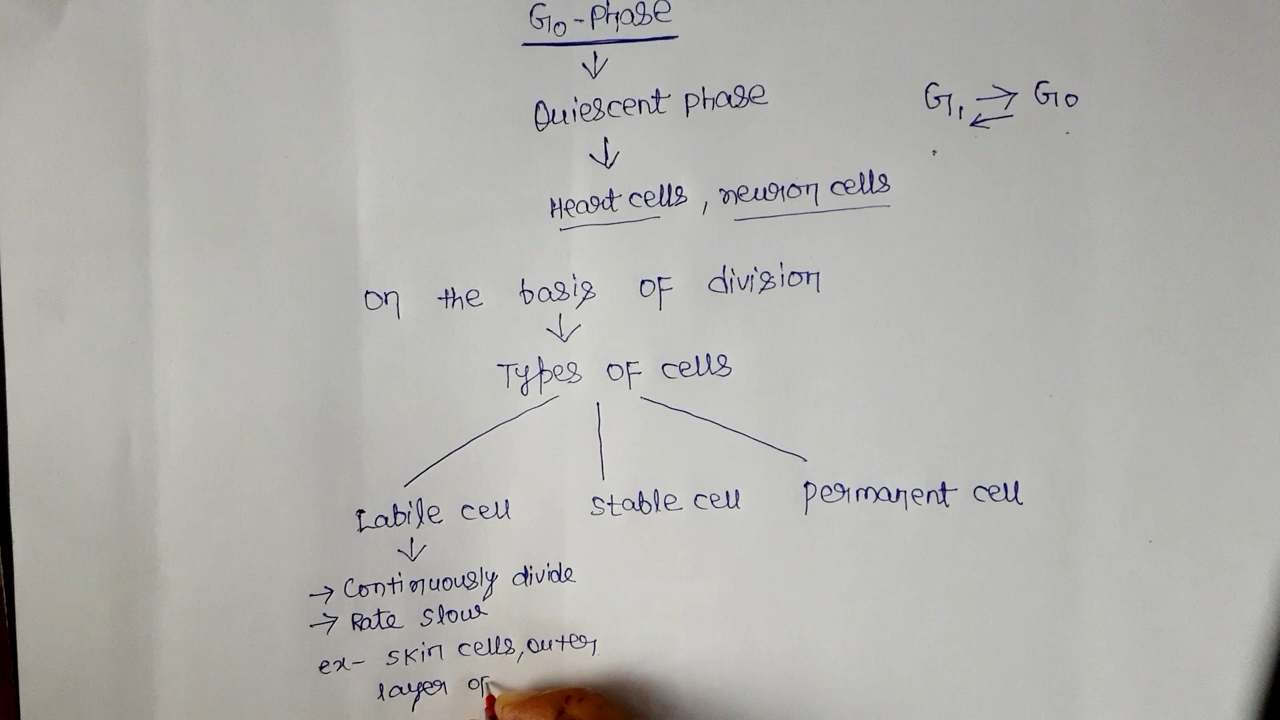 G0-Phase
Quiescent phase
G1 G0
Heart cells, neuron cells
on the basis of division
Types of cells
Labile cell
stable cell
permanent cell
→ Continuously divide
→ Rate slow
ex- skin cells, outer,
layer of